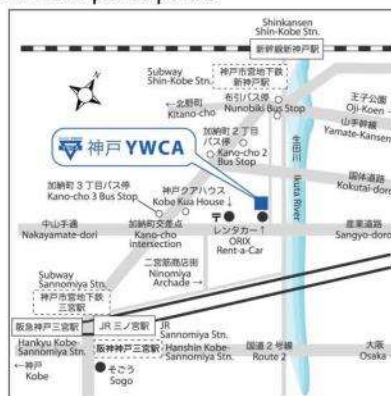 Shinkansen
Shin-Kobe Stn.
新幹線新神戸駅
Subway
Shin-Kobe Stn.
神戸市営地下鉄
新神戸駅
布引バス停
Nunobiki Bus Stop
王子公園
Oji-Koen→
←北野町
Kitano-cho
山手幹線
Yamate-Kansen
加納町2丁目
バス停
Kano-cho 2
Bus Stop
生田川
Ikuta River
神戸YWCA
国体道路
Kokutai-doro
加納町3丁目バス停
Kano-cho 3 Bus Stop
神戸クアハウス
Kobe Kua House↓
中山手通
Nakayamate-dori
加納町交差点
Kano-cho
intersection
〒
レンタカー↑
ORIX
Rent-a-Car
産業道路
Sangyo-doro
二宮筋商店街
Ninomiya
Archade→
Subway
Sannomiya Stn.
神戸市営地下鉄
三宮駅
阪急神戸三宮駅
JR 三ノ宮駅
JR
Sannomiya Stn.
Hankyu Kobe-
Sannomiya Stn.
阪神神戸三宮駅
Hanshin Kobe-
Sannomiya Stn.
国道2号線
Route 2
大阪
Osaka
←神戸
Kobe
そごう
Sogo